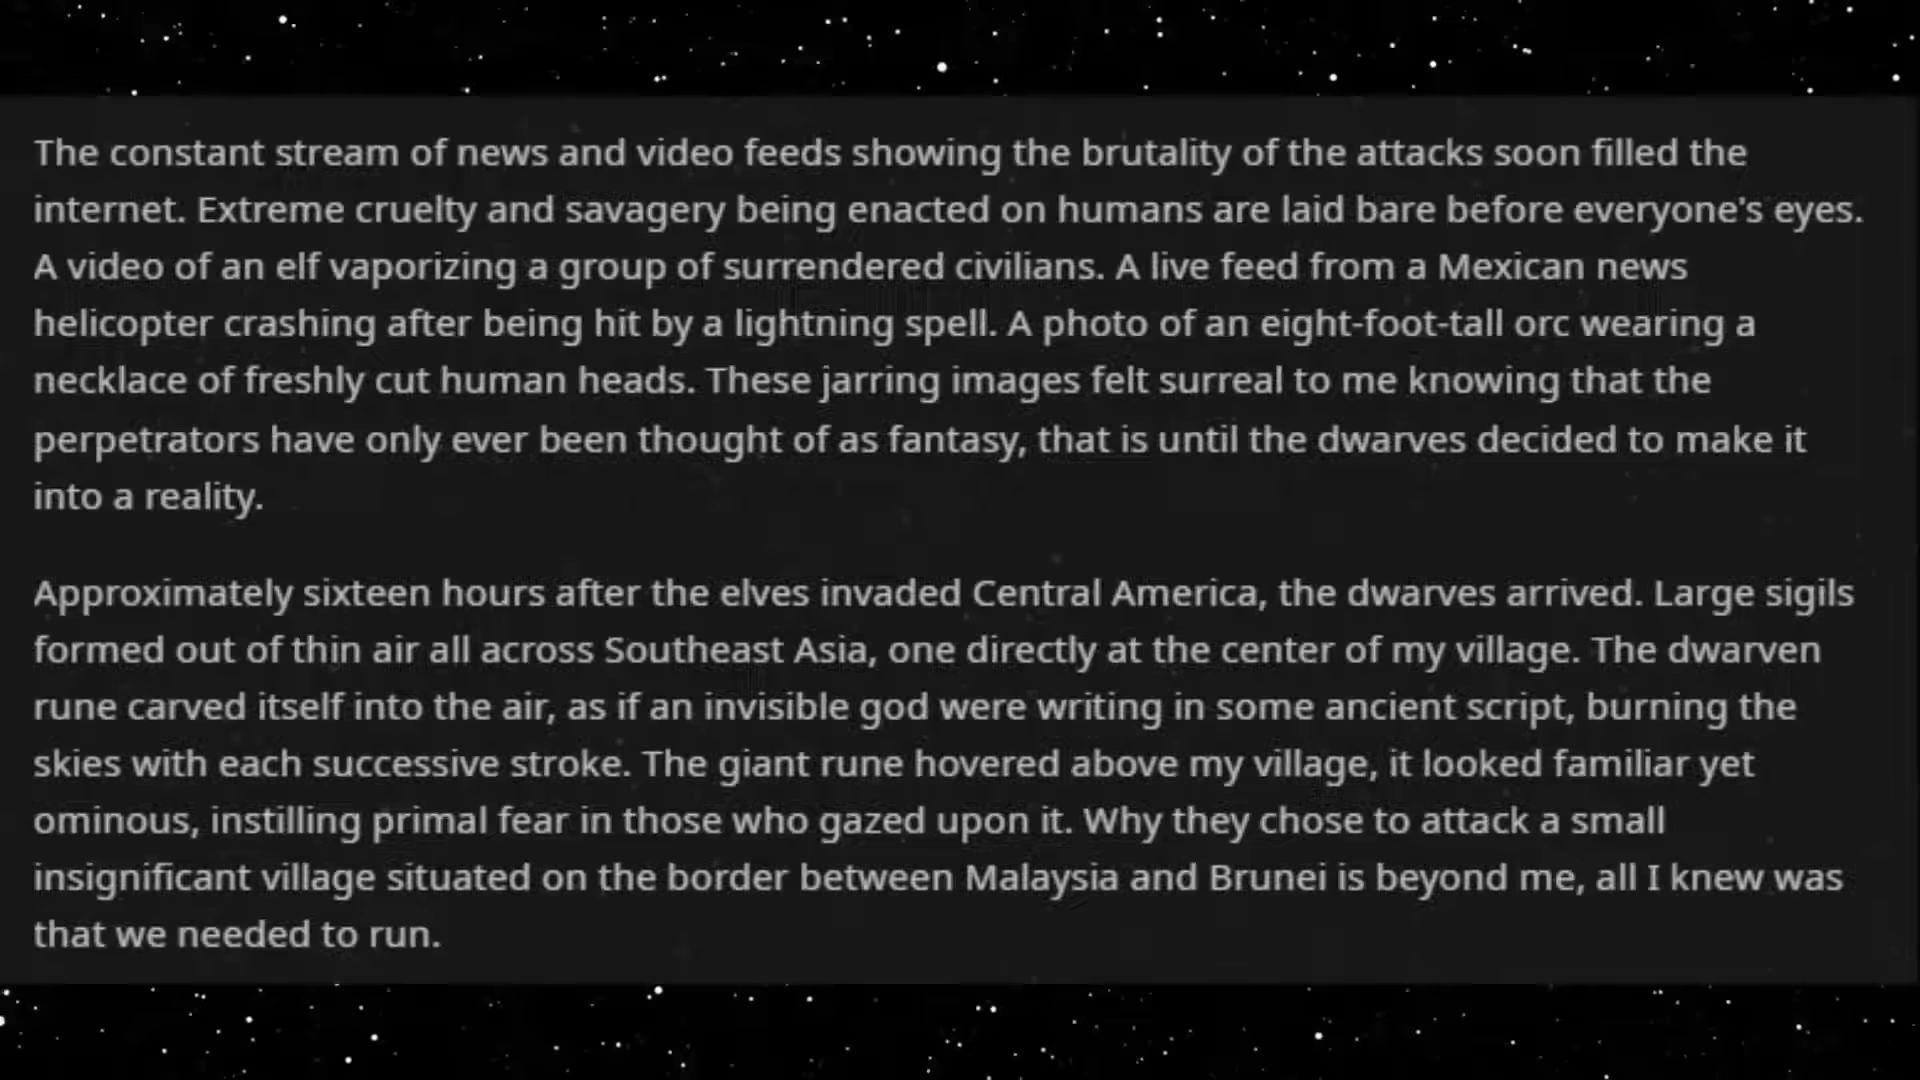 The constant stream of news and video feeds showing the brutality of the attacks soon filled the
internet. Extreme cruelty and savagery being enacted on humans are laid bare before everyone's eyes.
A video of an elf vaporizing a group of surrendered civilians. A live feed from a Mexican news
helicopter crashing after being hit by a lightning spell. A photo of an eight-foot-tall orc wearing a
necklace of freshly cut human heads. These jarring images felt surreal to me knowing that the
perpetrators have only ever been thought of as fantasy, that is until the dwarves decided to make it
into a reality.
Approximately sixteen hours after the elves invaded Central America, the dwarves arrived. Large sigils
formed out of thin air all across Southeast Asia, one directly at the center of my village. The dwarven
rune carved itself into the air, as if an invisible god were writing in some ancient script, burning the
skies with each successive stroke. The giant rune hovered above my village, it looked familiar yet
ominous, instilling primal fear in those who gazed upon it. Why they chose to attack a small
insignificant village situated on the border between Malaysia and Brunei is beyond me, all I knew was
that we needed to run.